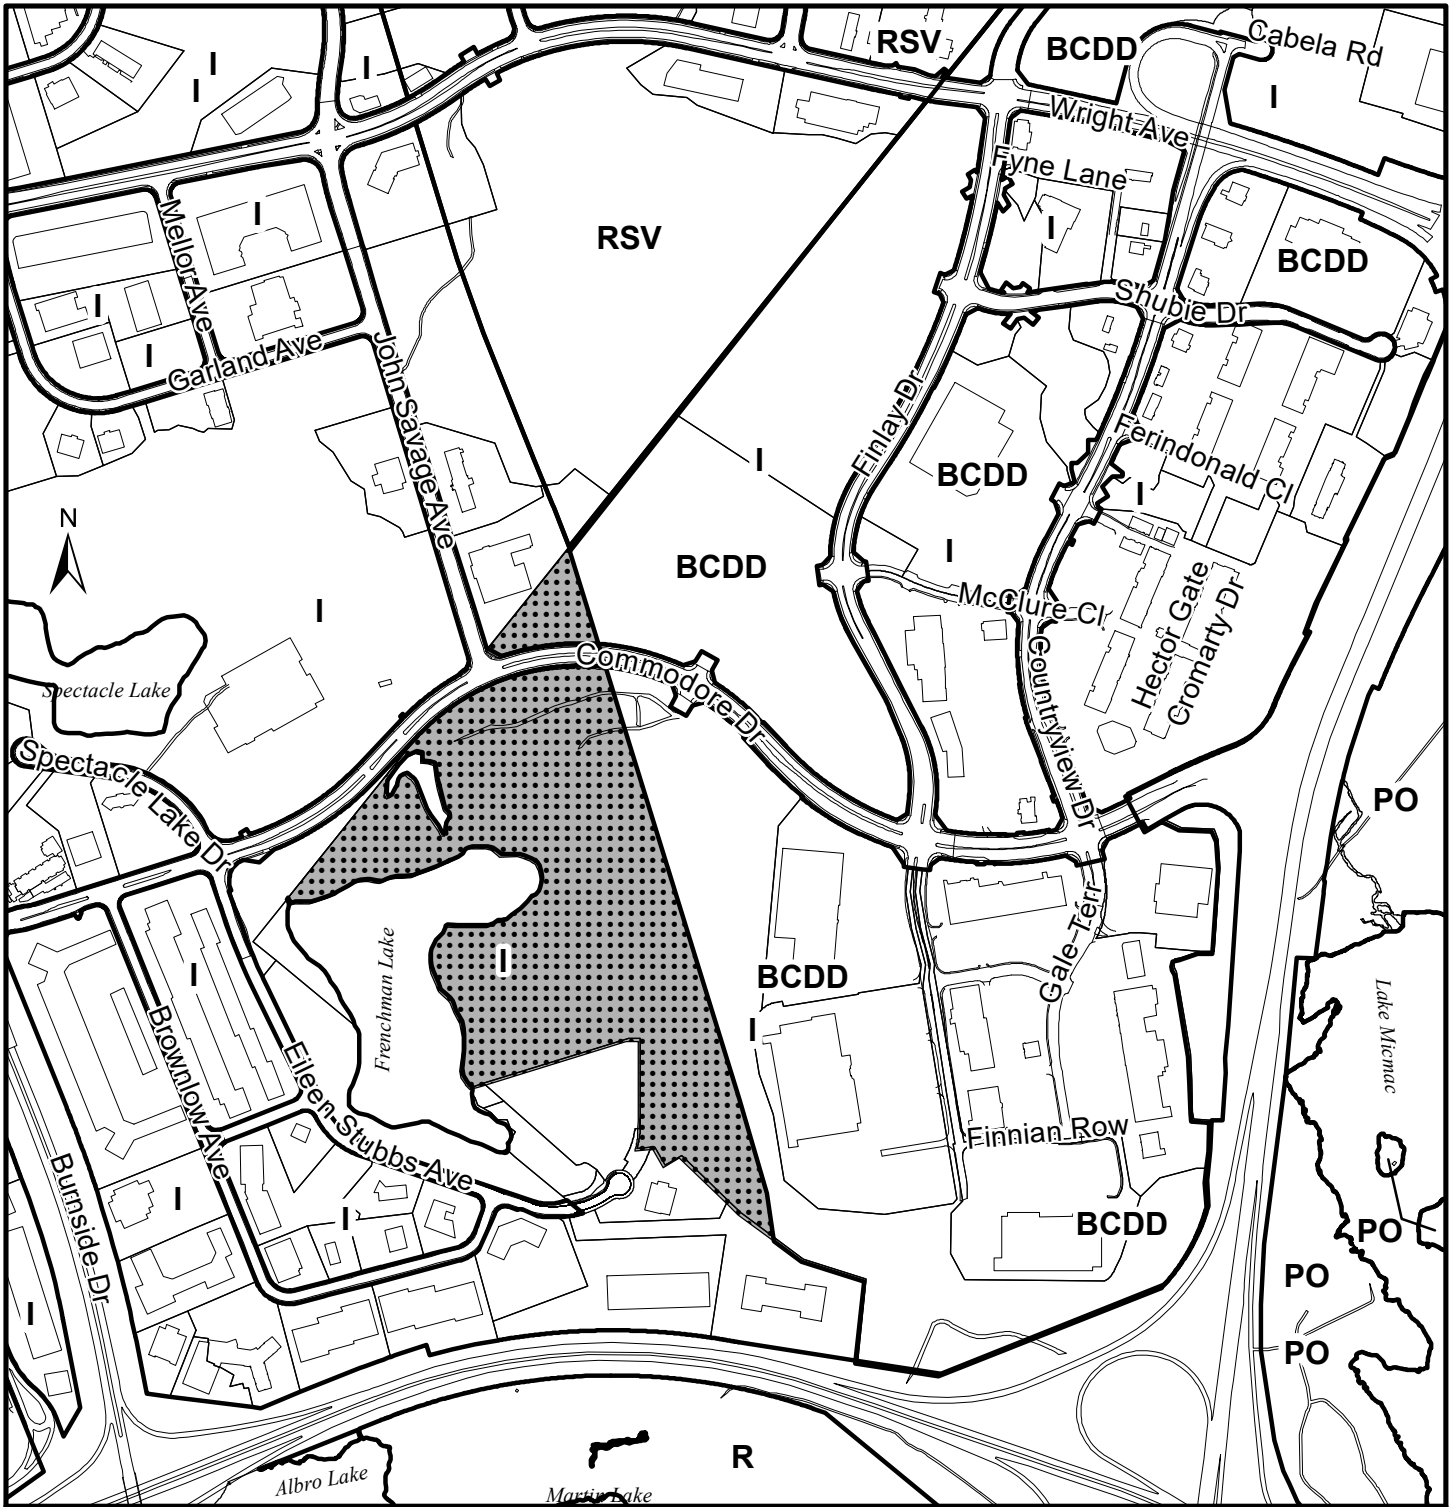 RSV
BCDD
Cabela Rd
I
I
I
I
Wright Ave
Fyne Lane
Mellor Ave
I
RSV
I
BCDD
I
Shubie Dr
I
Garland Ave
John Savage Ave
Finlay Dr
Ferindonald Cl
I
BCDD
I
N
I
BCDD
McClure Cl
Hector Gate
Cromarty Dr
I
Countryview Dr
Commodore Dr
Spectacle Lake
Spectacle Lake Dr
PO
Gale Terr
I
I
BCDD
Frenchman Lake
Lake Micmac
I
Brownlow Ave
Eileen Stubbs Ave
Finnian Row
Burnside Dr
I
I
BCDD
PO
PO
I
PO
R
Albro Lake
Martin Lake